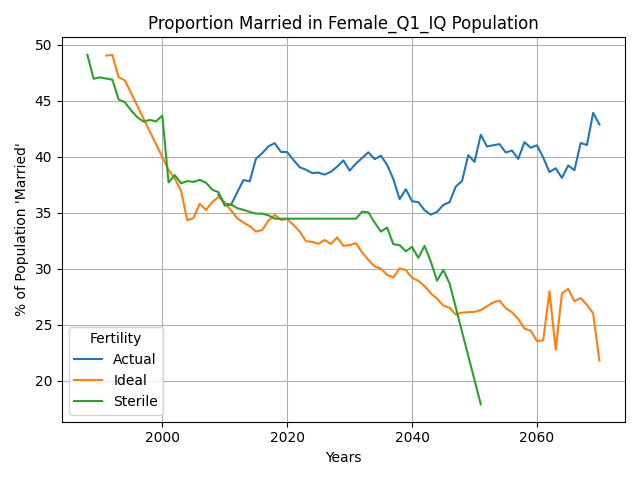 Proportion Married in Female_Q1_IQ Population
% of Population 'Married'
50
45
40
35
30
25
20
Fertility
Actual
Ideal
Sterile
2000 2020 2040 2060
Years